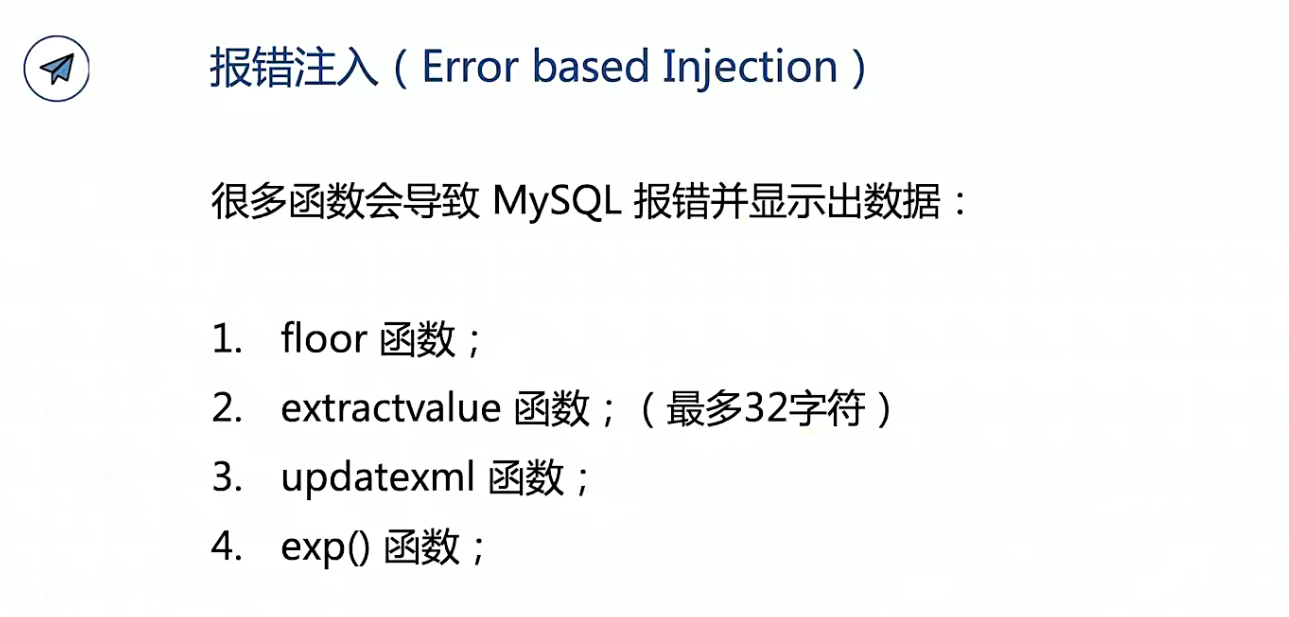 报错注入（Error based Injection）
很多函数会导致 MySQL 报错并显示出数据：
1. floor 函数；
2. extractvalue 函数；（最多32字符）
3. updatexml 函数；
4. exp() 函数；